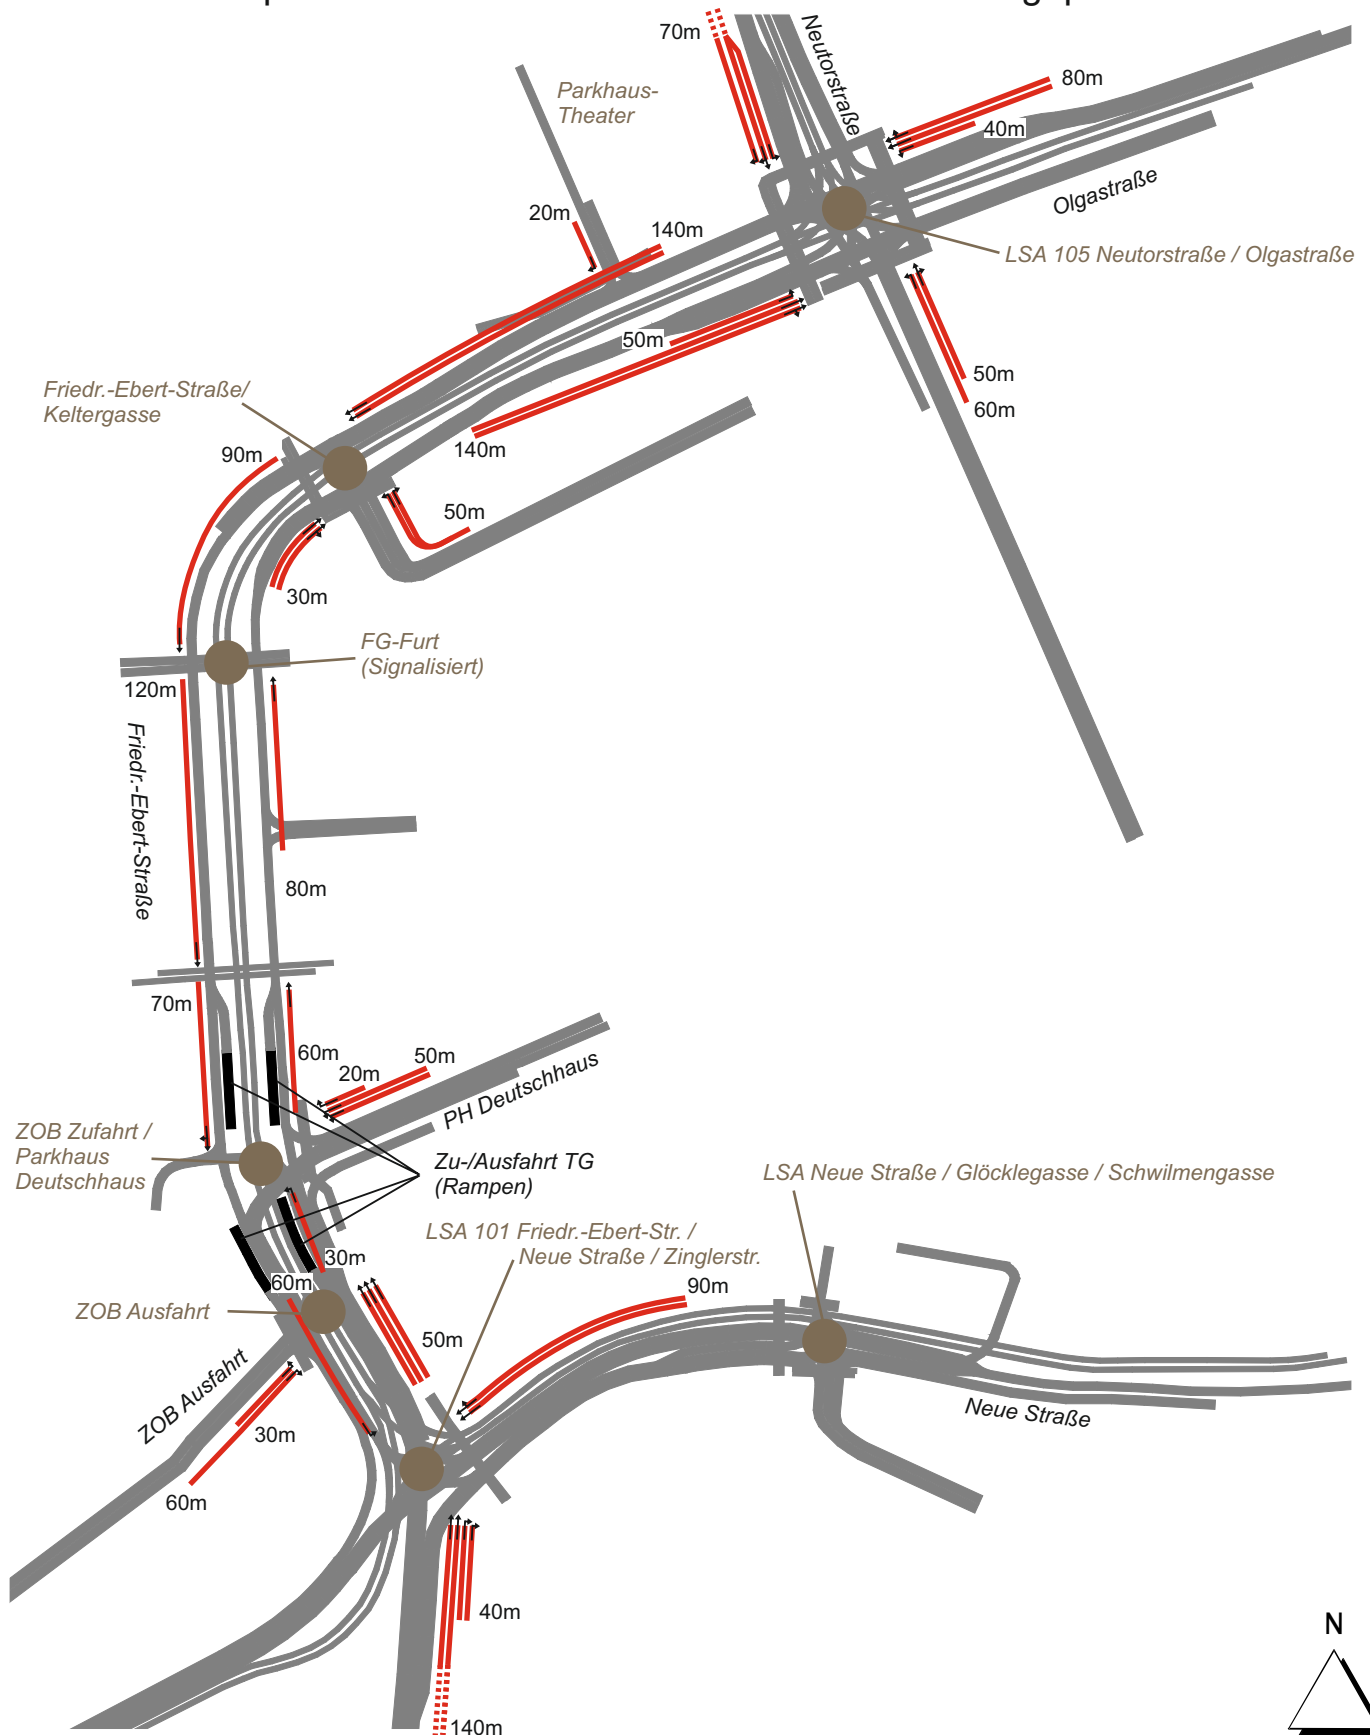 70m
Neutorstraße
80m
Parkhaus-
Theater
40m
Olgastraße
20m
140m
LSA 105 Neutorstraße / Olgastraße
50m
50m
60m
Friedr.-Ebert-Straße/
Keltergasse
140m
90m
50m
30m
FG-Furt
(Signalisiert)
120m
Friedr.-Ebert-Straße
80m
70m
60m
50m
20m
PH Deutschhaus
ZOB Zufahrt /
Parkhaus
Deutschhaus
Zu-/Ausfahrt TG
(Rampen)
LSA Neue Straße / Glöcklegasse / Schwilmengasse
LSA 101 Friedr.-Ebert-Str. /
Neue Straße / Zinglerstr.
30m
60m
90m
ZOB Ausfahrt
50m
ZOB Ausfahrt
Neue Straße
30m
60m
40m
N
140m